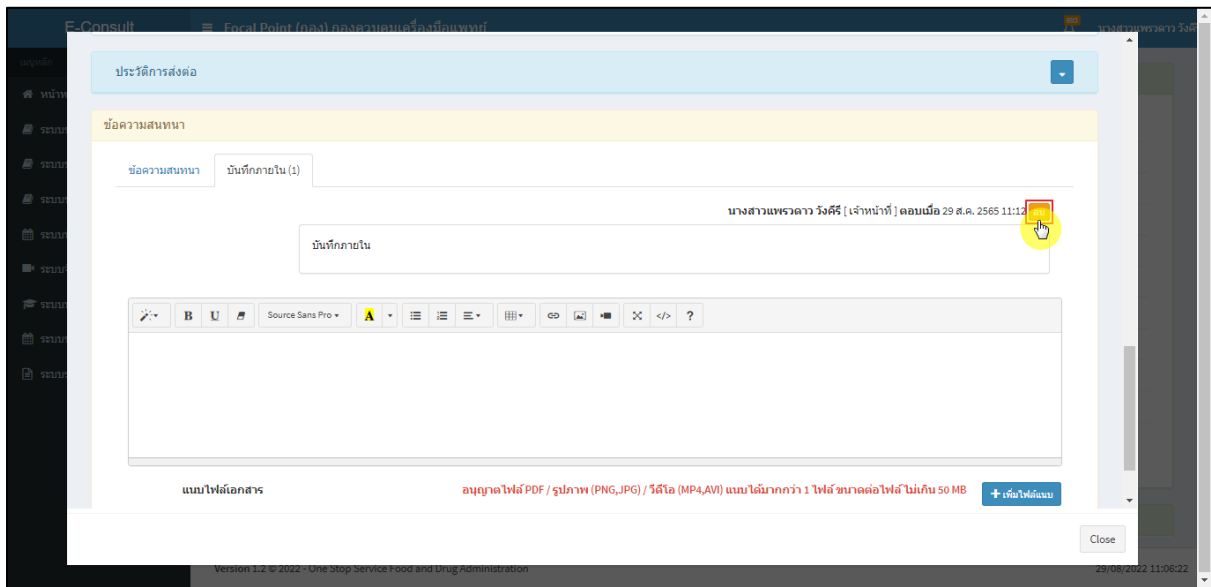 E-Consult
Focal Point (กอง) กองควบคุมเครื่องมือแพทย์
นางสาวแพรวดาว วังคีรี
เมนูหลัก
ประวัติการส่งต่อ
ข้อความสนทนา
ข้อความสนทนา บันทึกภายใน (1)
นางสาวแพรวดาว วังคีรี [ เจ้าหน้าที่ ] ตอบเมื่อ 29 ส.ค. 2565 11:12 ลบ
บันทึกภายใน
B U Source Sans Pro A </> ?
แนบไฟล์เอกสาร อนุญาตไฟล์ PDF / รูปภาพ (PNG,JPG) / วีดีโอ (MP4,AVI) แนบได้มากกว่า 1 ไฟล์ ขนาดต่อไฟล์ ไม่เกิน 50 MB + เพิ่มไฟล์แนบ
Close
Version 1.2 © 2022 - One Stop Service Food and Drug Administration 29/08/2022 11:06:22